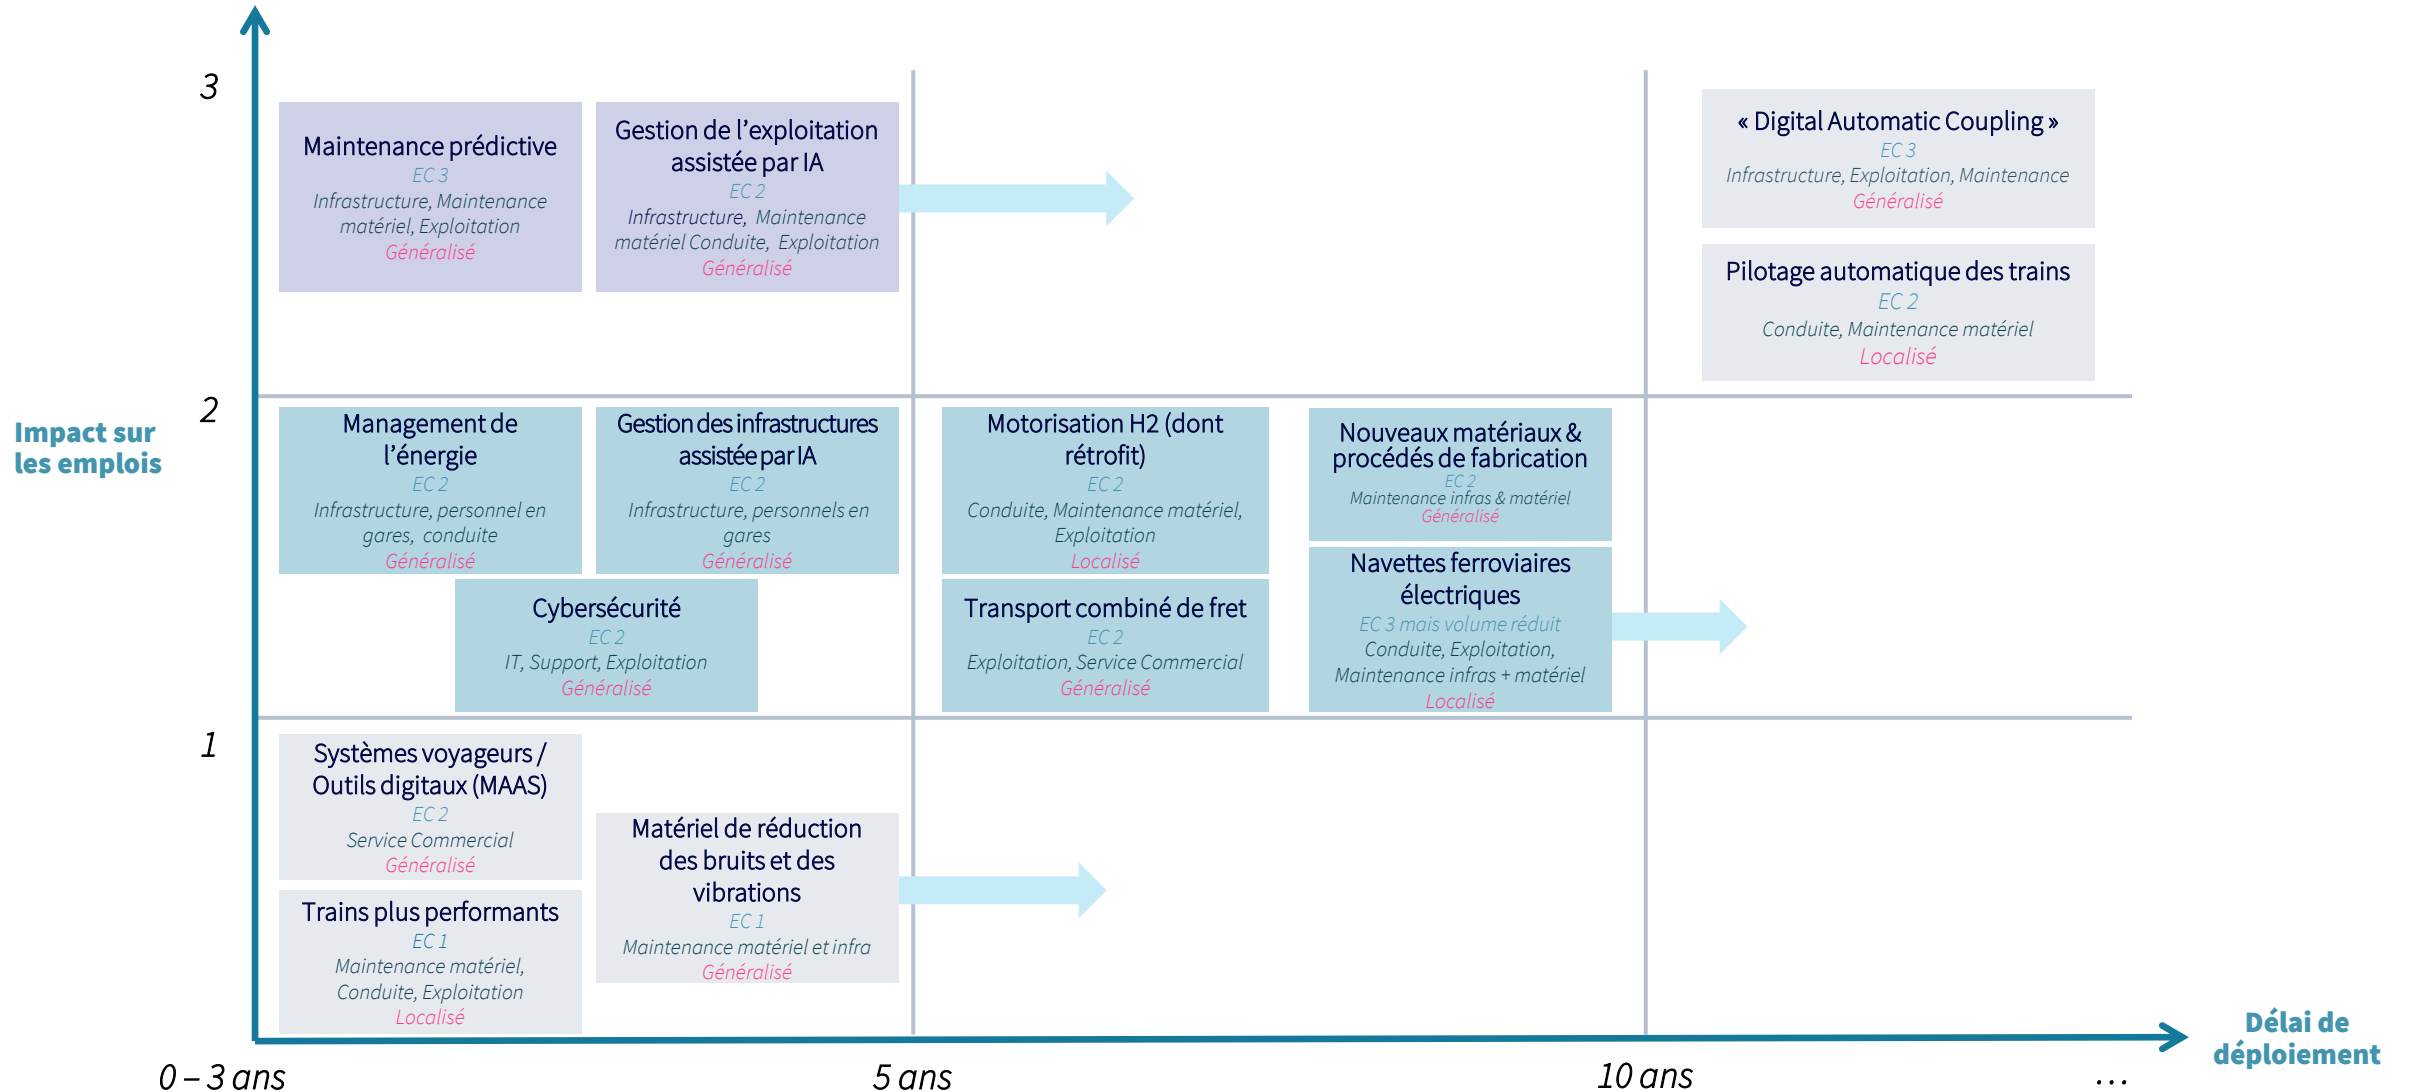 3
Maintenance prédictive
EC 3
Infrastructure, Maintenance
matériel, Exploitation
Généralisé
Gestion de l’exploitation
assistée par IA
EC 2
Infrastructure, Maintenance
matériel Conduite, Exploitation
Généralisé
« Digital Automatic Coupling »
EC 3
Infrastructure, Exploitation, Maintenance
Généralisé
Pilotage automatique des trains
EC 2
Conduite, Maintenance matériel
Localisé
Impact sur
les emplois
2
Management de
l’énergie
EC 2
Infrastructure, personnel en
gares, conduite
Généralisé
Gestion des infrastructures
assistée par IA
EC 2
Infrastructure, personnels en
gares
Généralisé
Cybersécurité
EC 2
IT, Support, Exploitation
Généralisé
Motorisation H2 (dont
rétrofit)
EC 2
Conduite, Maintenance matériel,
Exploitation
Localisé
Transport combiné de fret
EC 2
Exploitation, Service Commercial
Généralisé
Nouveaux matériaux &
procédés de fabrication
EC 2
Maintenance infras & matériel
Généralisé
Navettes ferroviaires
électriques
EC 3 mais volume réduit
Conduite, Exploitation,
Maintenance infras + matériel
Localisé
1
Systèmes voyageurs /
Outils digitaux (MAAS)
EC 2
Service Commercial
Généralisé
Trains plus performants
EC 1
Maintenance matériel,
Conduite, Exploitation
Localisé
Matériel de réduction
des bruits et des
vibrations
EC 1
Maintenance matériel et infra
Généralisé
Délai de
déploiement
0 – 3 ans
5 ans
10 ans
…